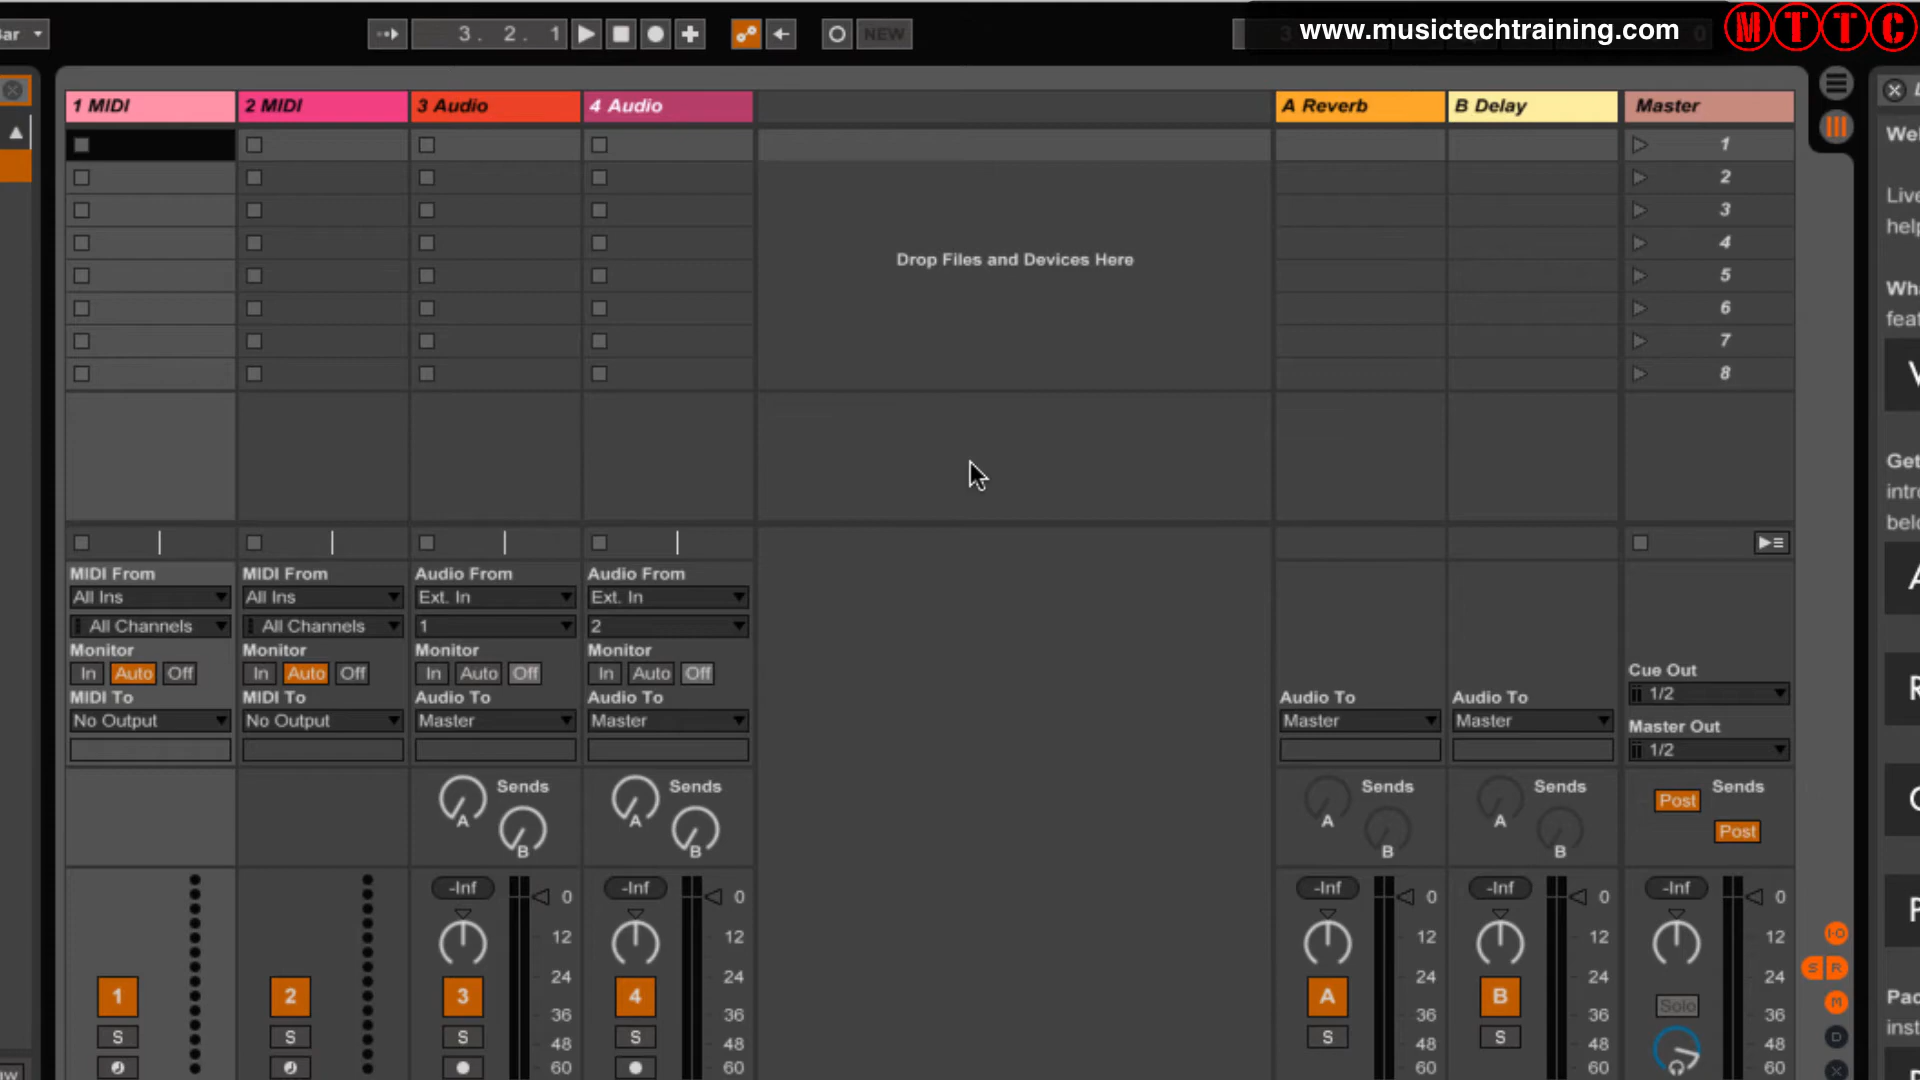 ar
3. 2. 1
NEW
www.musictechtraining.com
MTTC
1 MIDI
2 MIDI
3 Audio
4 Audio
A Reverb
B Delay
Master
1
2
3
4
5
6
7
8
Drop Files and Devices Here
MIDI From
MIDI From
Audio From
Audio From
All Ins
All Ins
Ext. In
Ext. In
All Channels
All Channels
1
2
Monitor
Monitor
Monitor
Monitor
In Auto Off
In Auto Off
In Auto Off
In Auto Off
Cue Out
1/2
MIDI To
MIDI To
Audio To
Audio To
Audio To
Audio To
No Output
No Output
Master
Master
Master
Master
Master Out
1/2
Sends
A
B
Sends
A
B
Sends
A
B
Sends
A
B
Sends
Post
Post
-Inf
-Inf
-Inf
-Inf
-Inf
0
12
24
36
48
60
0
12
24
36
48
60
0
12
24
36
48
60
0
12
24
36
48
60
0
12
24
36
48
60
1
2
3
4
A
B
Solo
S
S
S
S
S
S
I-O
S R
M
D
X
Wel
Live
help
Wha
feat
Get
intro
belo
Pac
inst